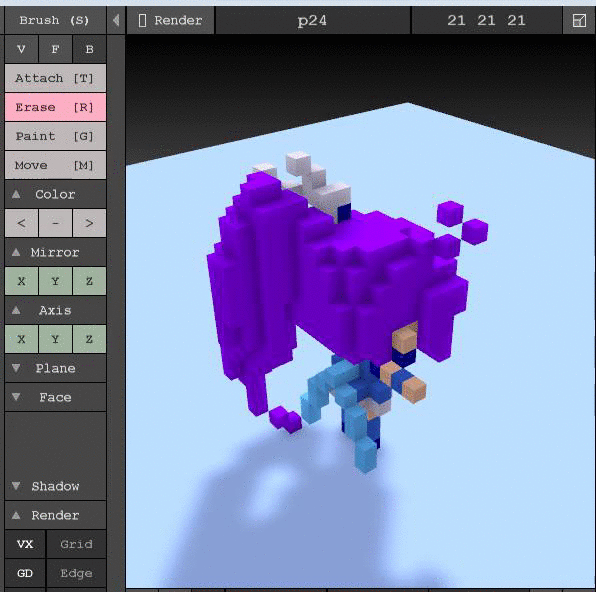 Brush (S)
Render
p24
21 21 21
V F B
Attach [T]
Erase [R]
Paint [G]
Move [M]
Color
< - >
Mirror
X Y Z
Axis
X Y Z
Plane
Face
Shadow
Render
VX Grid
GD Edge